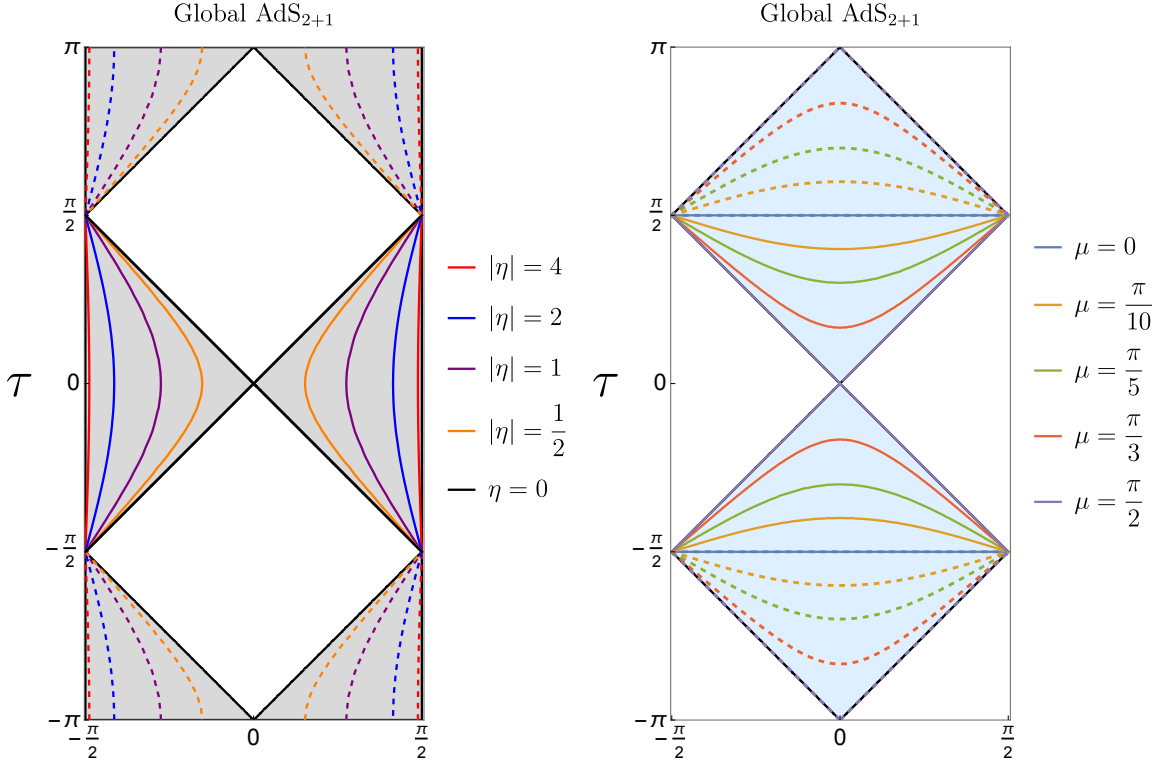 Global AdS₂₊₁
π
π/2
τ
0
-π/2
-π
-π/2
0
π/2
|η| = 4
|η| = 2
|η| = 1
|η| = 1/2
η = 0
Global AdS₂₊₁
π
π/2
τ
0
-π/2
-π
-π/2
0
π/2
μ = 0
μ = π/10
μ = π/5
μ = π/3
μ = π/2